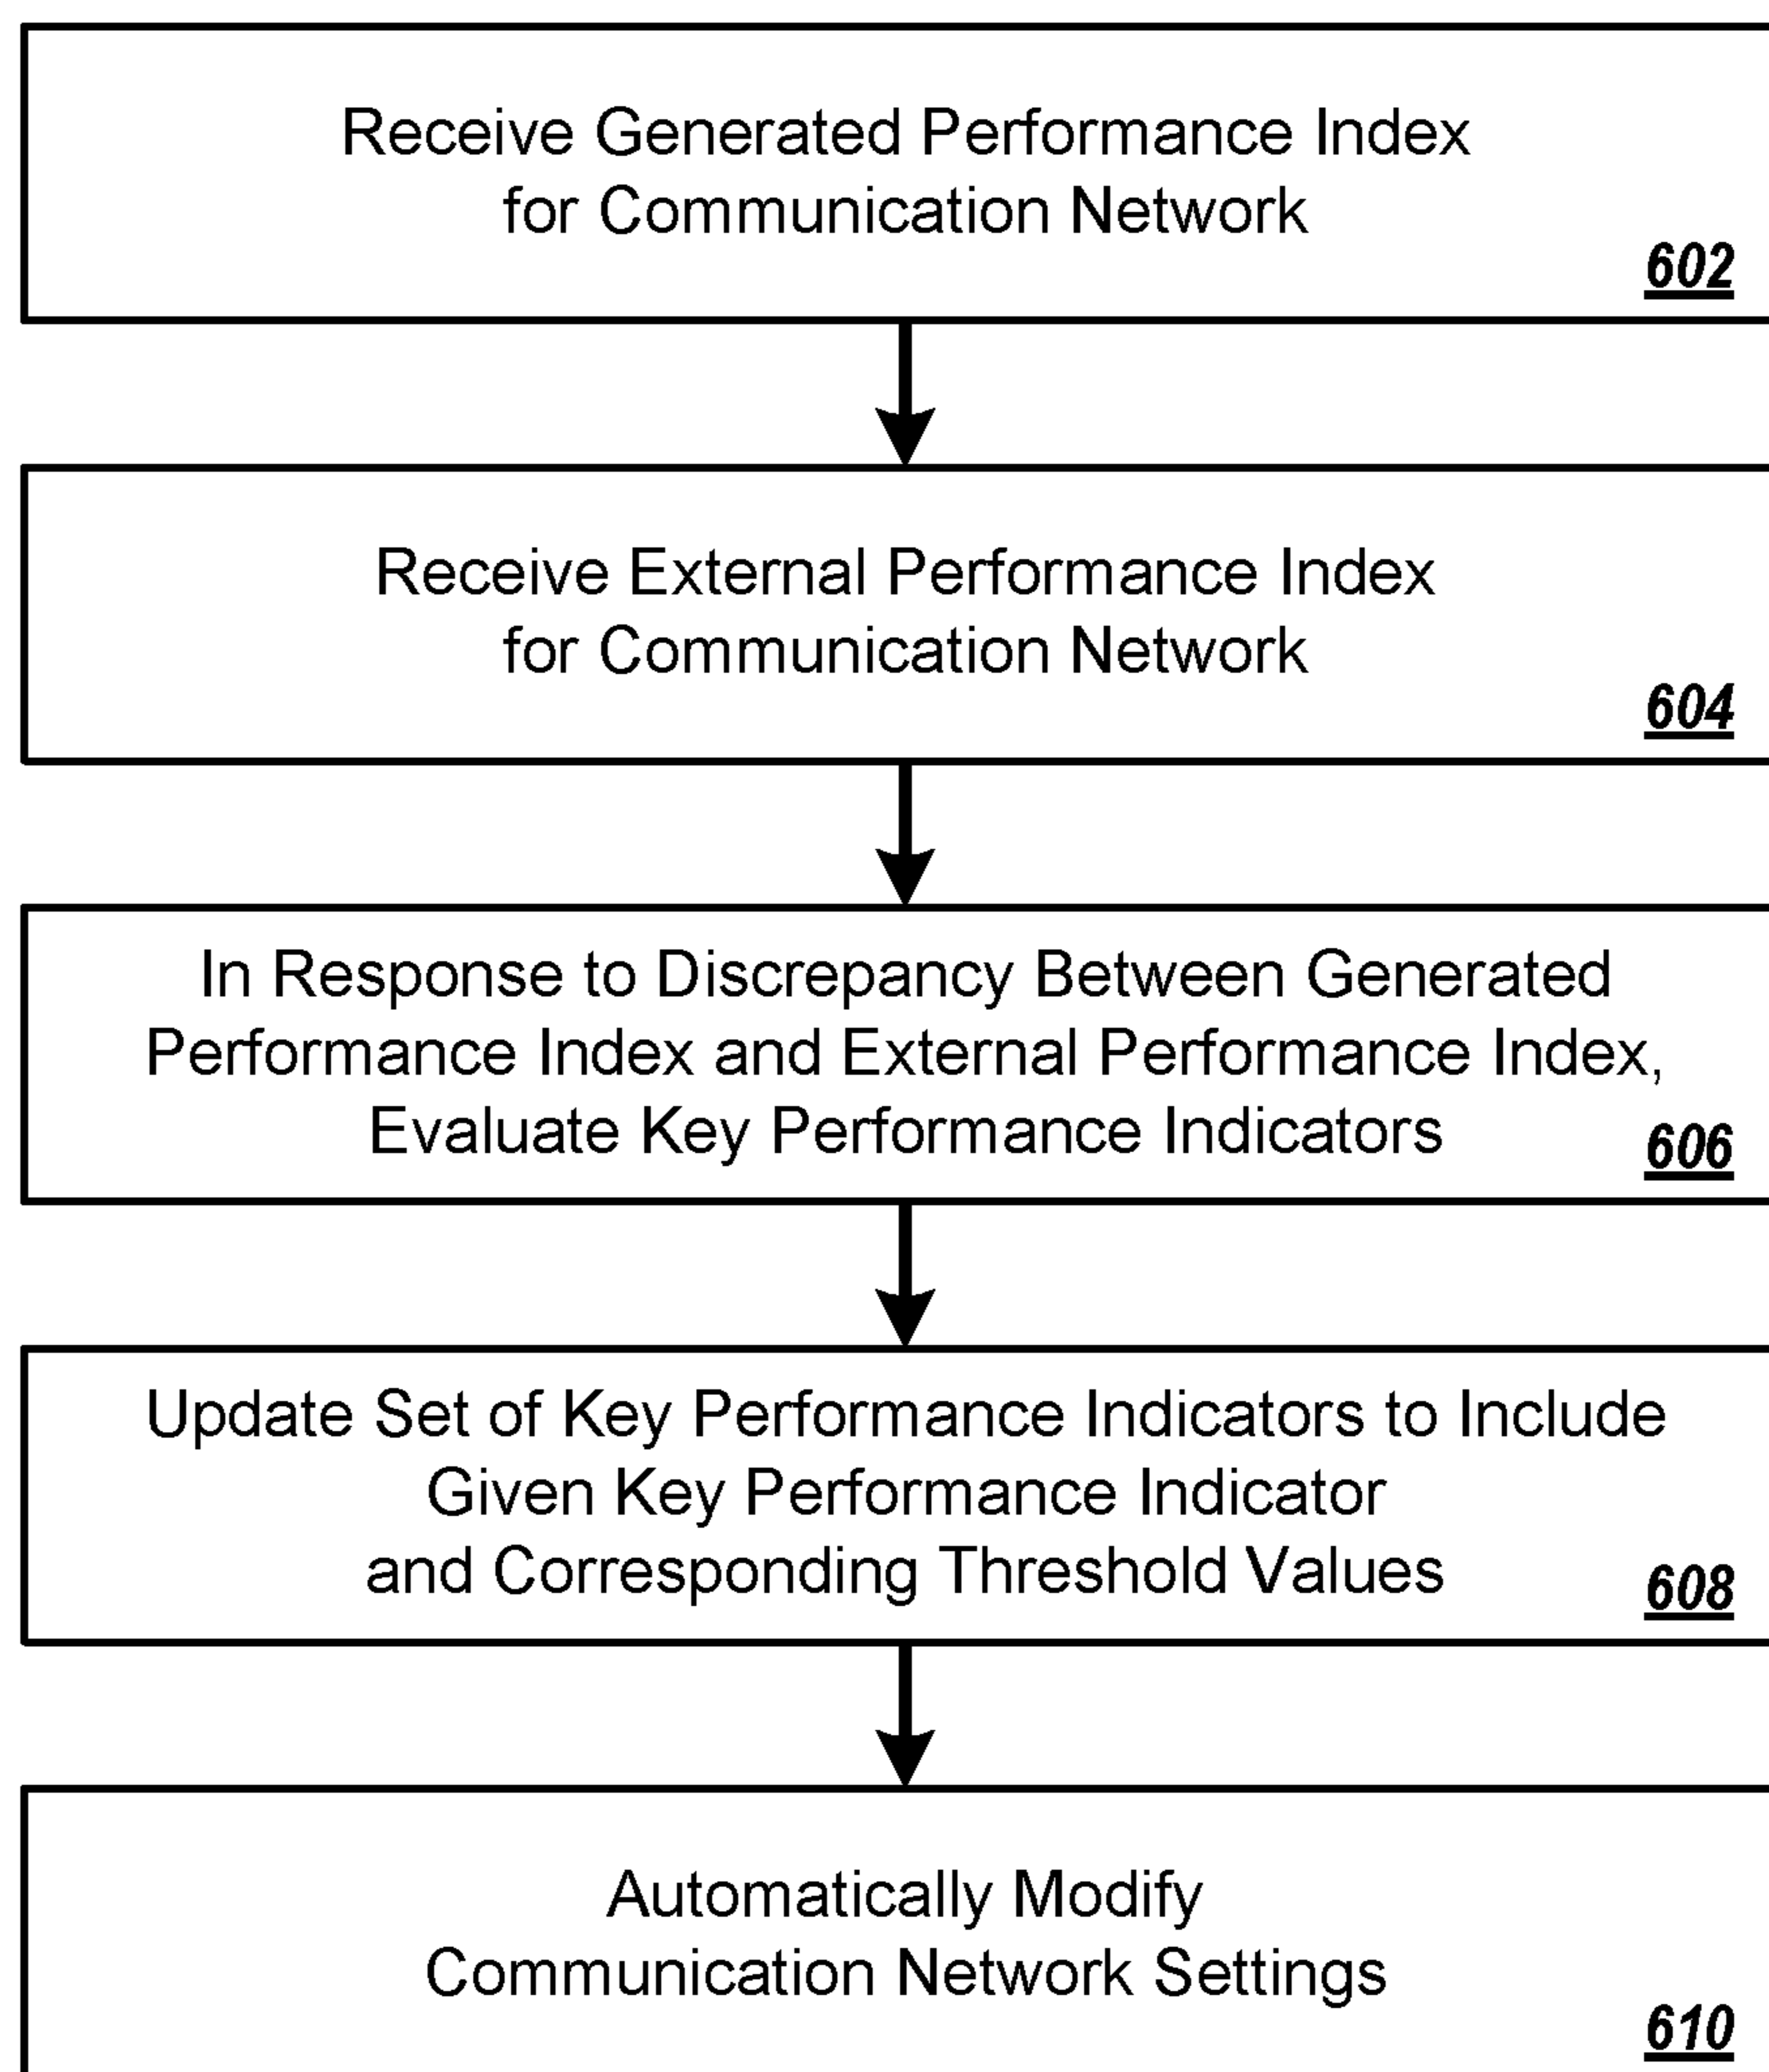 Receive Generated Performance Index
for Communication Network
602
Receive External Performance Index
for Communication Network
604
In Response to Discrepancy Between Generated
Performance Index and External Performance Index,
Evaluate Key Performance Indicators
606
Update Set of Key Performance Indicators to Include
Given Key Performance Indicator
and Corresponding Threshold Values
608
Automatically Modify
Communication Network Settings
610